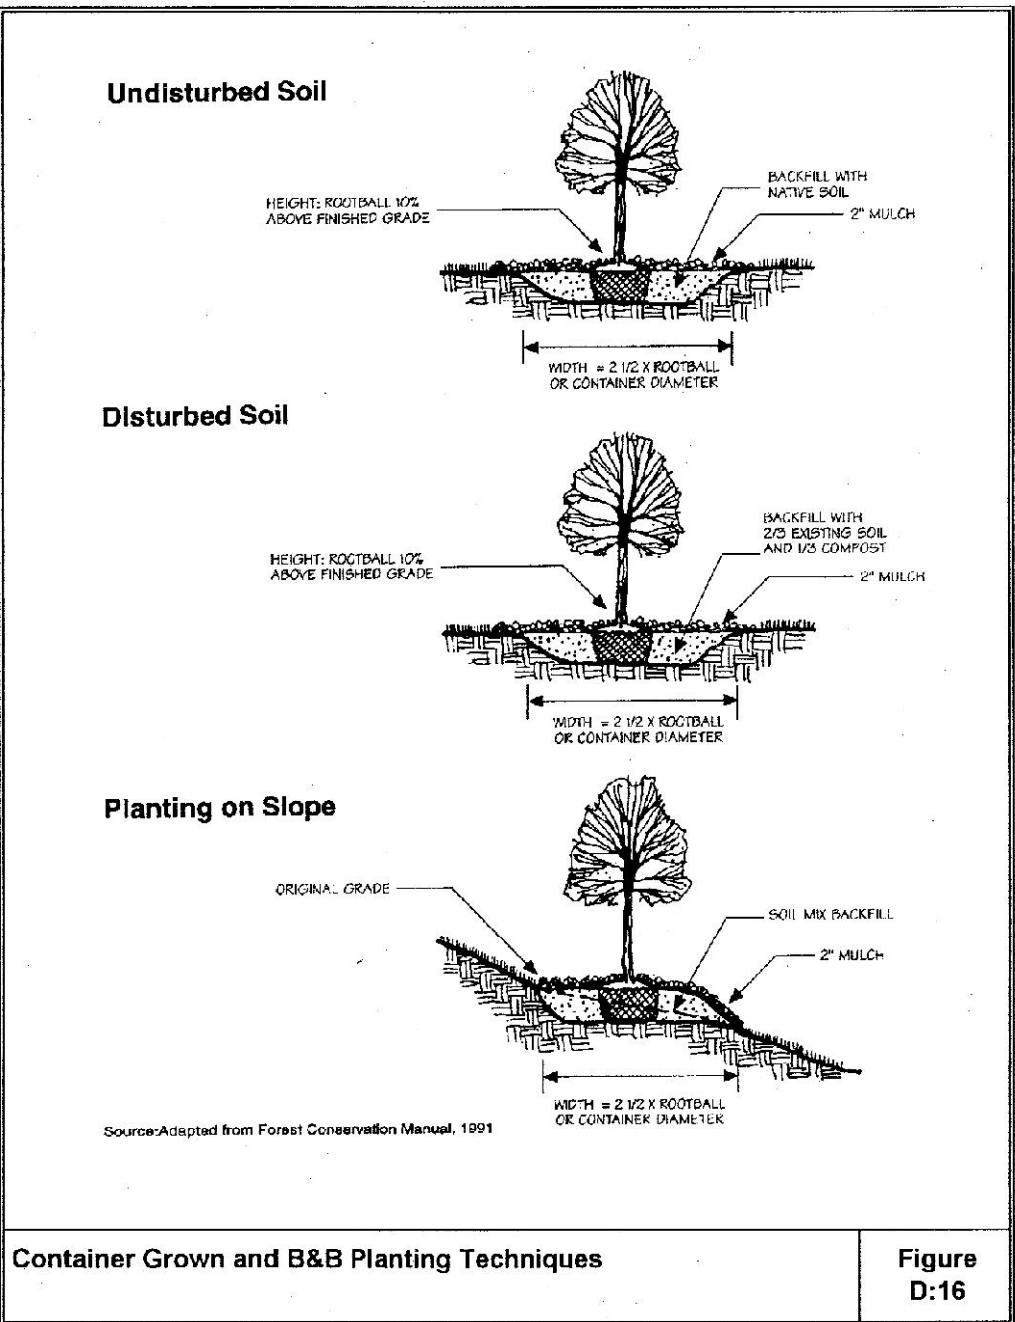 Undisturbed Soil
HEIGHT: ROOTBALL 10%
ABOVE FINISHED GRADE
BACKFILL WITH
NATIVE SOIL
2" MULCH
WIDTH = 2 1/2 X ROOTBALL
OR CONTAINER DIAMETER
Disturbed Soil
HEIGHT: ROOTBALL 10%
ABOVE FINISHED GRADE
BACKFILL WITH
2/3 EXISTING SOIL
AND 1/3 COMPOST
2" MULCH
WIDTH = 2 1/2 X ROOTBALL
OR CONTAINER DIAMETER
Planting on Slope
ORIGINAL GRADE
SOIL MIX BACKFILL
2" MULCH
WIDTH = 2 1/2 X ROOTBALL
OR CONTAINER DIAMETER
Source:Adapted from Forest Conservation Manual, 1991
Container Grown and B&B Planting Techniques
Figure
D:16